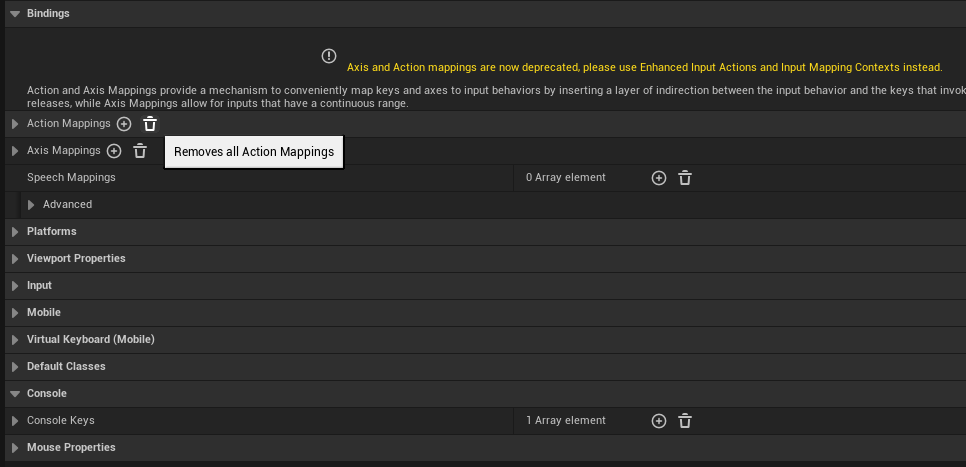 Bindings
Axis and Action mappings are now deprecated, please use Enhanced Input Actions and Input Mapping Contexts instead.
Action and Axis Mappings provide a mechanism to conveniently map keys and axes to input behaviors by inserting a layer of indirection between the input behavior and the keys that invok
releases, while Axis Mappings allow for inputs that have a continuous range.
Action Mappings
Axis Mappings
Removes all Action Mappings
Speech Mappings 0 Array element
Advanced
Platforms
Viewport Properties
Input
Mobile
Virtual Keyboard (Mobile)
Default Classes
Console
Console Keys 1 Array element
Mouse Properties